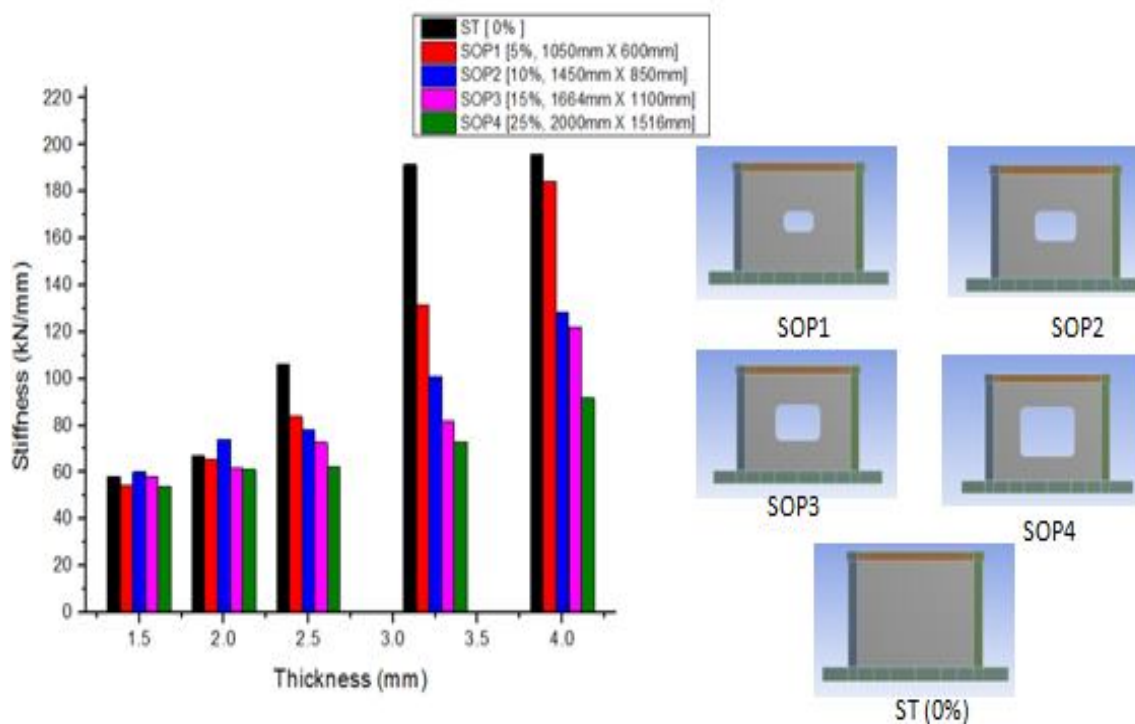 ST [ 0% ]
SOP1 [5%, 1050mm X 600mm]
SOP2 [10%, 1450mm X 850mm]
SOP3 [15%, 1664mm X 1100mm]
SOP4 [25%, 2000mm X 1516mm]
220
200
180
160
140
120
100
80
60
40
20
0
Stiffness (kN/mm)
1.5 2.0 2.5 3.0 3.5 4.0
Thickness (mm)
SOP1 SOP2
SOP3 SOP4
ST (0%)